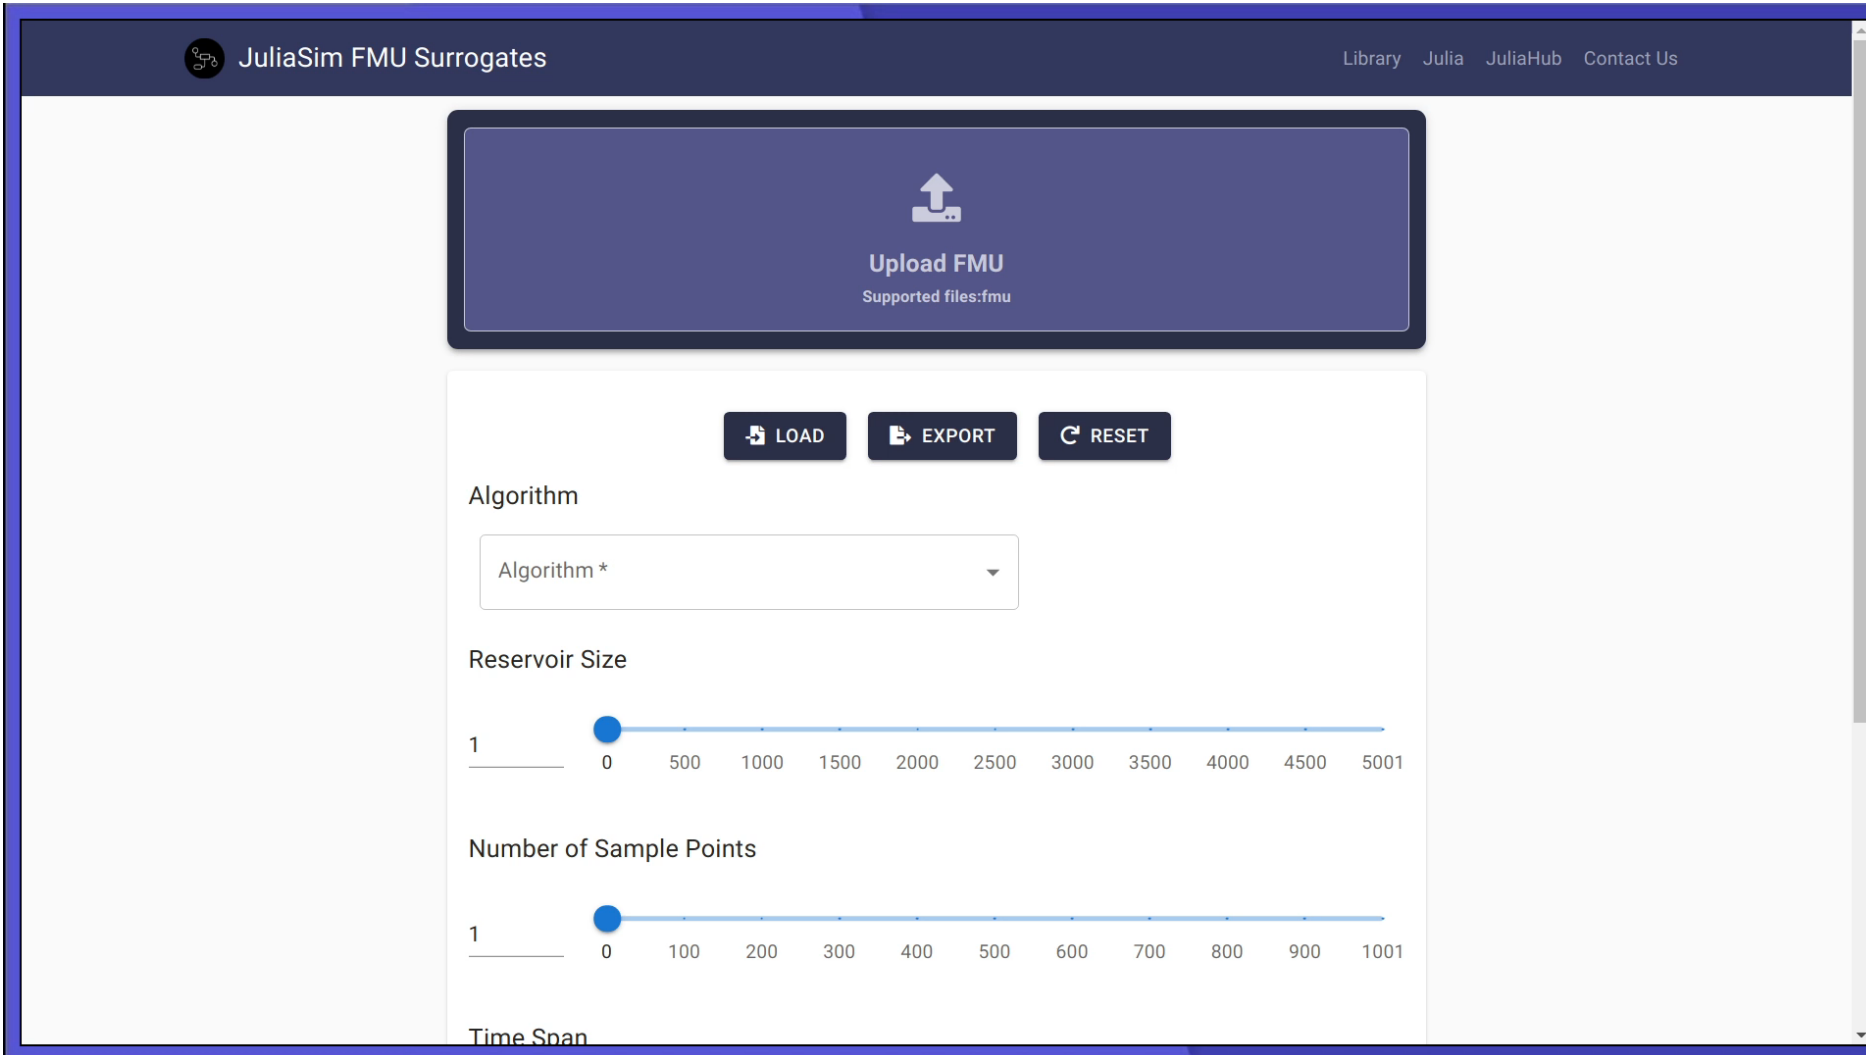 JuliaSim FMU Surrogates
Library Julia JuliaHub Contact Us
Upload FMU
Supported files:fmu
LOAD EXPORT RESET
Algorithm
Algorithm *
Reservoir Size
1
0 500 1000 1500 2000 2500 3000 3500 4000 4500 5001
Number of Sample Points
1
0 100 200 300 400 500 600 700 800 900 1001
Time Span